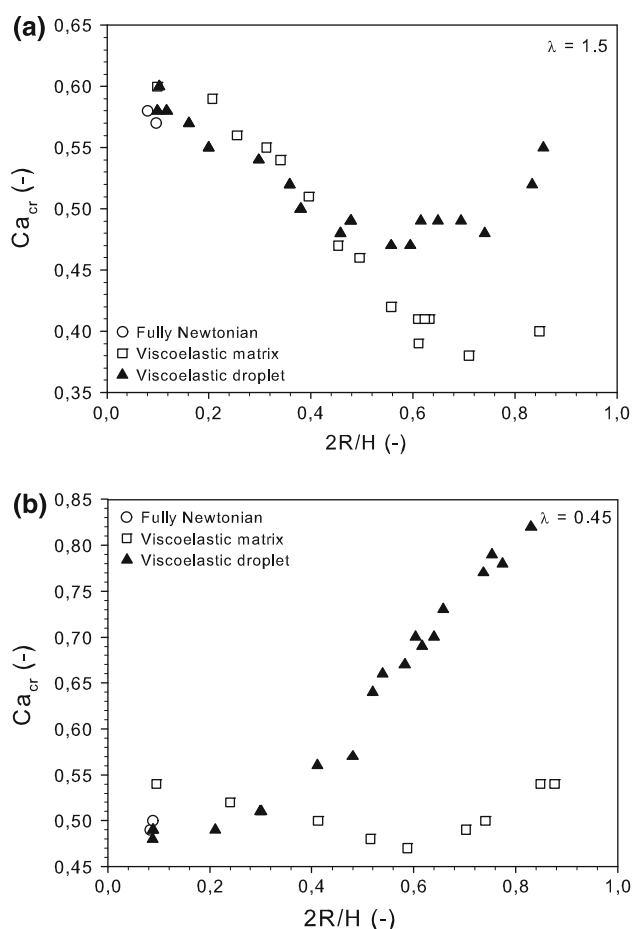 (a)
0,65
λ = 1.5
0,60
0,55
Ca_cr (-)
0,50
0,45
0,40
0,35
Fully Newtonian
Viscoelastic matrix
Viscoelastic droplet
0,0 0,2 0,4 0,6 0,8 1,0
2R/H (-)
(b)
0,85
λ = 0.45
Fully Newtonian
Viscoelastic matrix
Viscoelastic droplet
0,80
0,75
0,70
Ca_cr (-)
0,65
0,60
0,55
0,50
0,45
0,0 0,2 0,4 0,6 0,8 1,0
2R/H (-)